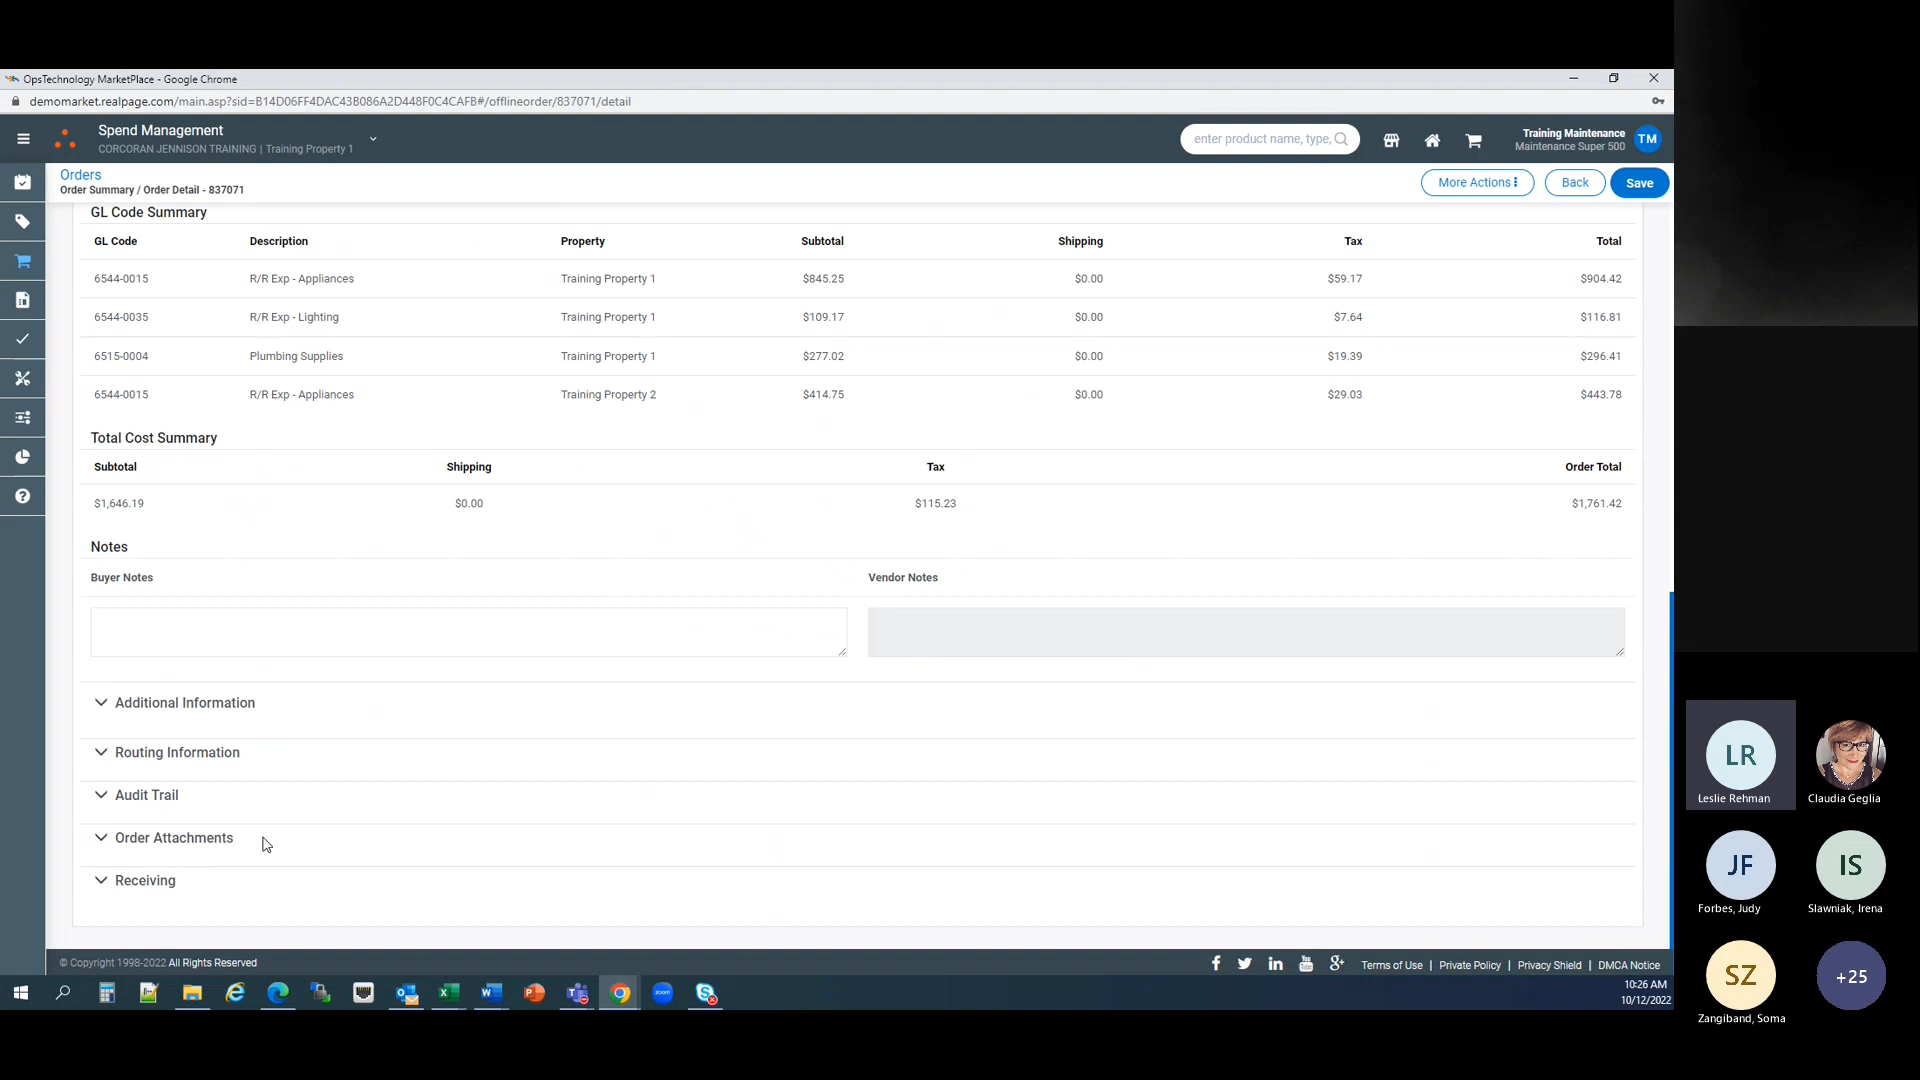 OpsTechnology MarketPlace - Google Chrome
demomarket.realpage.com/main.asp?sid=B14D06FF4DAC43B086A2D448F0C4CAFB#/offlineorder/837071/detail
Spend Management
CORCORAN JENNISON TRAINING | Training Property 1
enter product name, type,
Training Maintenance
Maintenance Super 500
TM
Orders
Order Summary / Order Detail - 837071
More Actions
Back
Save
GL Code Summary
GL Code Description Property Subtotal Shipping Tax Total
6544-0015 R/R Exp - Appliances Training Property 1 $845.25 $0.00 $59.17 $904.42
6544-0035 R/R Exp - Lighting Training Property 1 $109.17 $0.00 $7.64 $116.81
6515-0004 Plumbing Supplies Training Property 1 $277.02 $0.00 $19.39 $296.41
6544-0015 R/R Exp - Appliances Training Property 2 $414.75 $0.00 $29.03 $443.78
Total Cost Summary
Subtotal Shipping Tax Order Total
$1,646.19 $0.00 $115.23 $1,761.42
Notes
Buyer Notes Vendor Notes
Additional Information
Routing Information
Audit Trail
Order Attachments
Receiving
© Copyright 1998-2022 All Rights Reserved
Terms of Use | Private Policy | Privacy Shield | DMCA Notice
10:26 AM
10/12/2022
LR
Leslie Rehman
Claudia Geglia
JF
Forbes, Judy
IS
Slawniak, Irena
SZ
Zangiband, Soma
+25